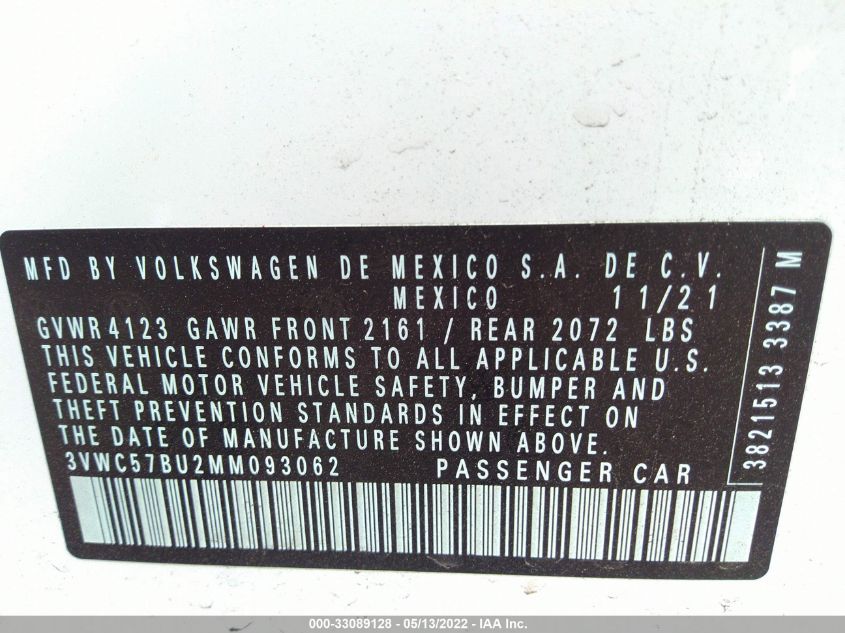 MFD BY VOLKSWAGEN DE MEXICO S.A. DE C.V.
MEXICO 11/21
GVWR 4123 GAWR FRONT 2161 / REAR 2072 LBS
THIS VEHICLE CONFORMS TO ALL APPLICABLE U.S.
FEDERAL MOTOR VEHICLE SAFETY, BUMPER AND
THEFT PREVENTION STANDARDS IN EFFECT ON
THE DATE OF MANUFACTURE SHOWN ABOVE.
3VWC57BU2MM093062 PASSENGER CAR
3821513 3387 M
000-33089128 - 05/13/2022 - IAA Inc.